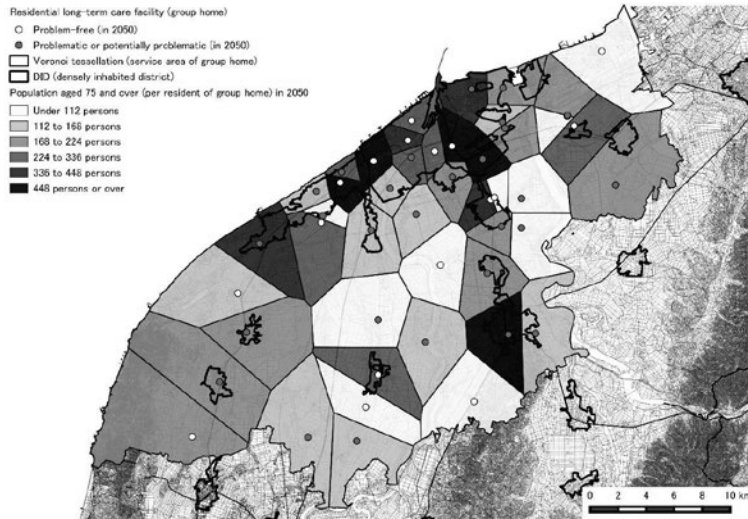 Residential long-term care facility (group home)
Problem-free (in 2050)
Problematic or potentially problematic [in 2050)
Voronoi tessellation (service area of group home)
DID (densely inhabited district)
Population aged 75 and over (per resident of group home) in 2050
Under 112 persons
112 to 168 persons
168 to 224 persons
224 to 336 persons
336 to 448 persons
448 persons or over
0 2 4 6 8 10 km